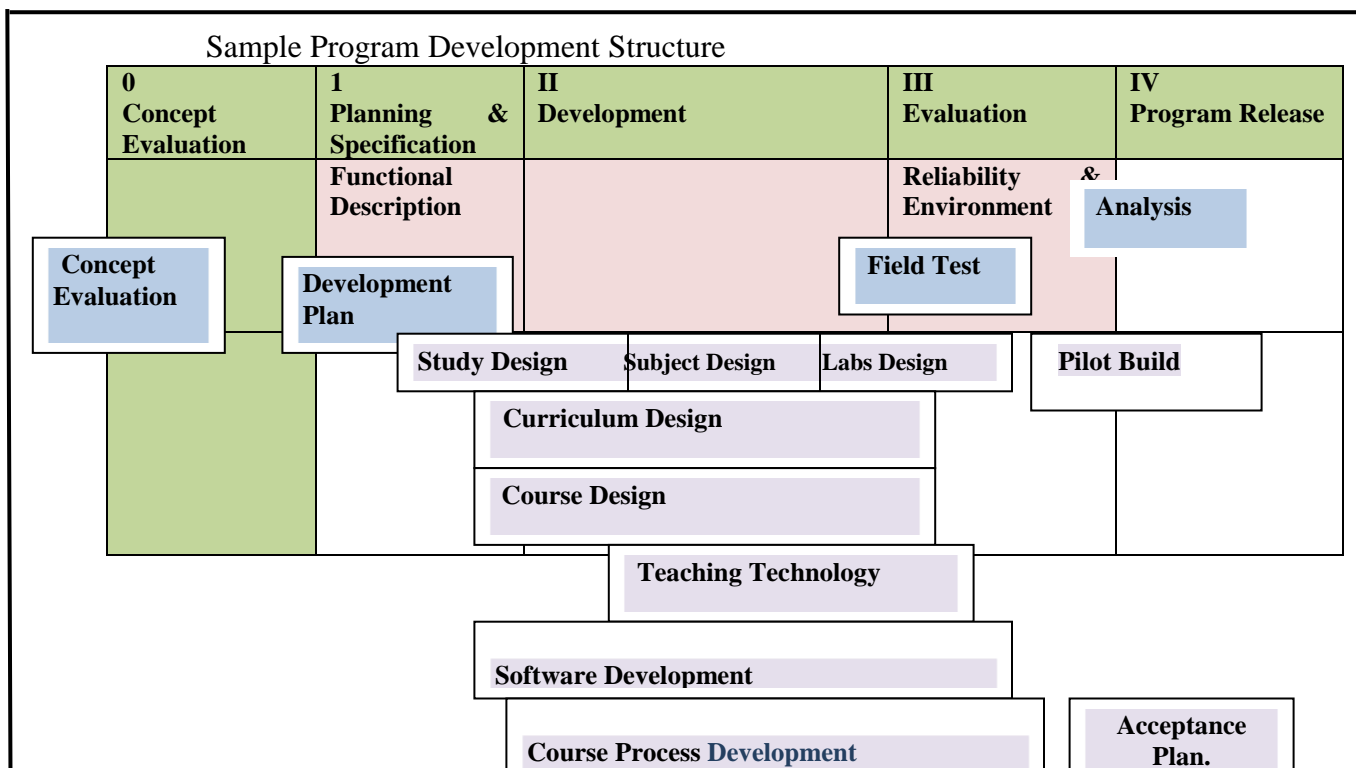 Sample Program Development Structure
0
Concept
Evaluation
1
Planning &
Specification
II
Development
III
Evaluation
IV
Program Release
Functional
Description
Reliability &
Environment
Analysis
Concept
Evaluation
Development
Plan
Field Test
Study Design
Subject Design
Labs Design
Pilot Build
Curriculum Design
Course Design
Teaching Technology
Software Development
Course Process Development
Acceptance
Plan.